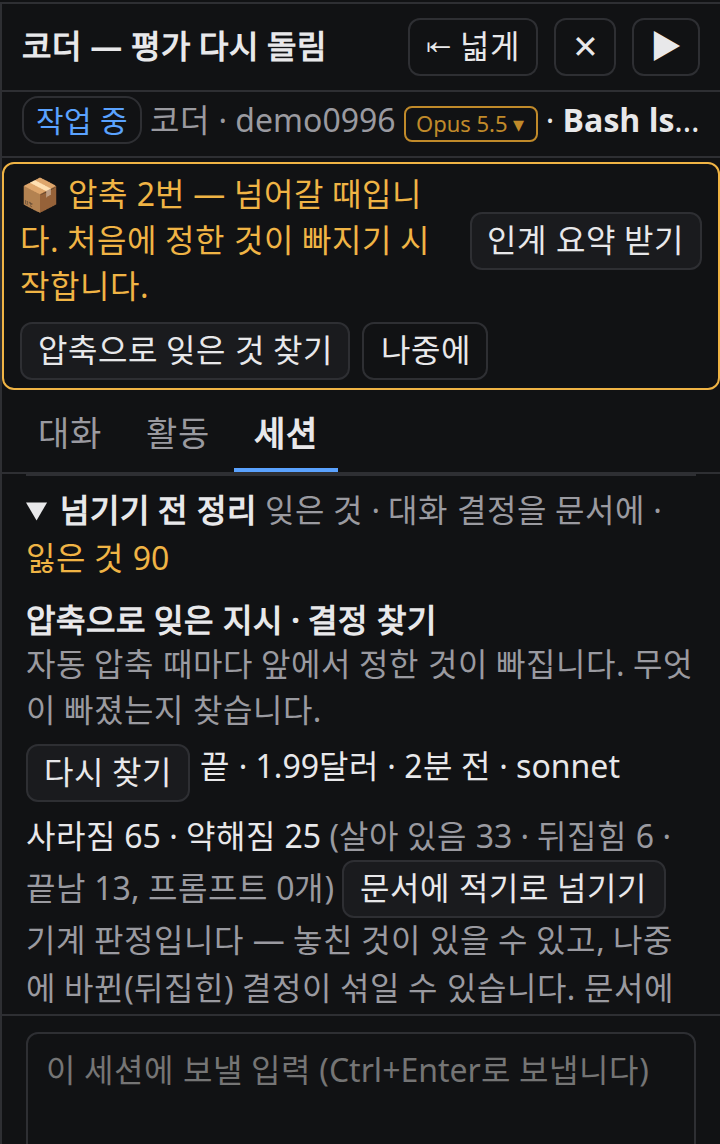 코더 — 평가 다시 돌림
⇤ 넓게
✕
▶
작업 중 코더 · demo0996 Opus 5.5 ▾ · Bash ls…
📦 압축 2번 — 넘어갈 때입니
다. 처음에 정한 것이 빠지기 시
작합니다.
인계 요약 받기
압축으로 잊은 것 찾기
나중에
대화 활동 세션
▼ 넘기기 전 정리 잊은 것 · 대화 결정을 문서에 ·
잃은 것 90
압축으로 잊은 지시 · 결정 찾기
자동 압축 때마다 앞에서 정한 것이 빠집니다. 무엇
이 빠졌는지 찾습니다.
다시 찾기 끝 · 1.99달러 · 2분 전 · sonnet
사라짐 65 · 약해짐 25 (살아 있음 33 · 뒤집힘 6 ·
끝남 13, 프롬프트 0개) 문서에 적기로 넘기기
기계 판정입니다 — 놓친 것이 있을 수 있고, 나중
에 바뀐(뒤집힌) 결정이 섞일 수 있습니다. 문서에
이 세션에 보낼 입력 (Ctrl+Enter로 보냅니다)